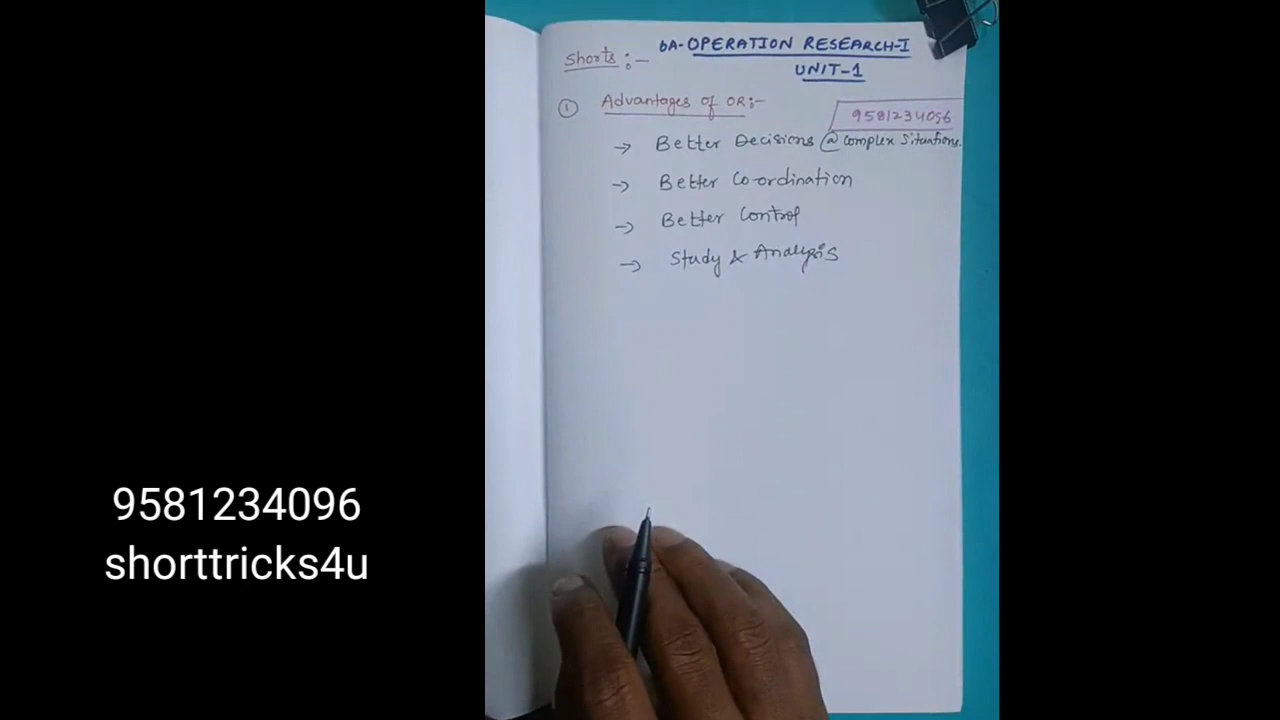 Shorts :- 6A-OPERATION RESEARCH-I
UNIT-1
① Advantages of OR:-
9581234096
→ Better Decisions @ Complex Situations.
→ Better Co-ordination
→ Better Control
→ Study & Analysis
9581234096
shorttricks4u